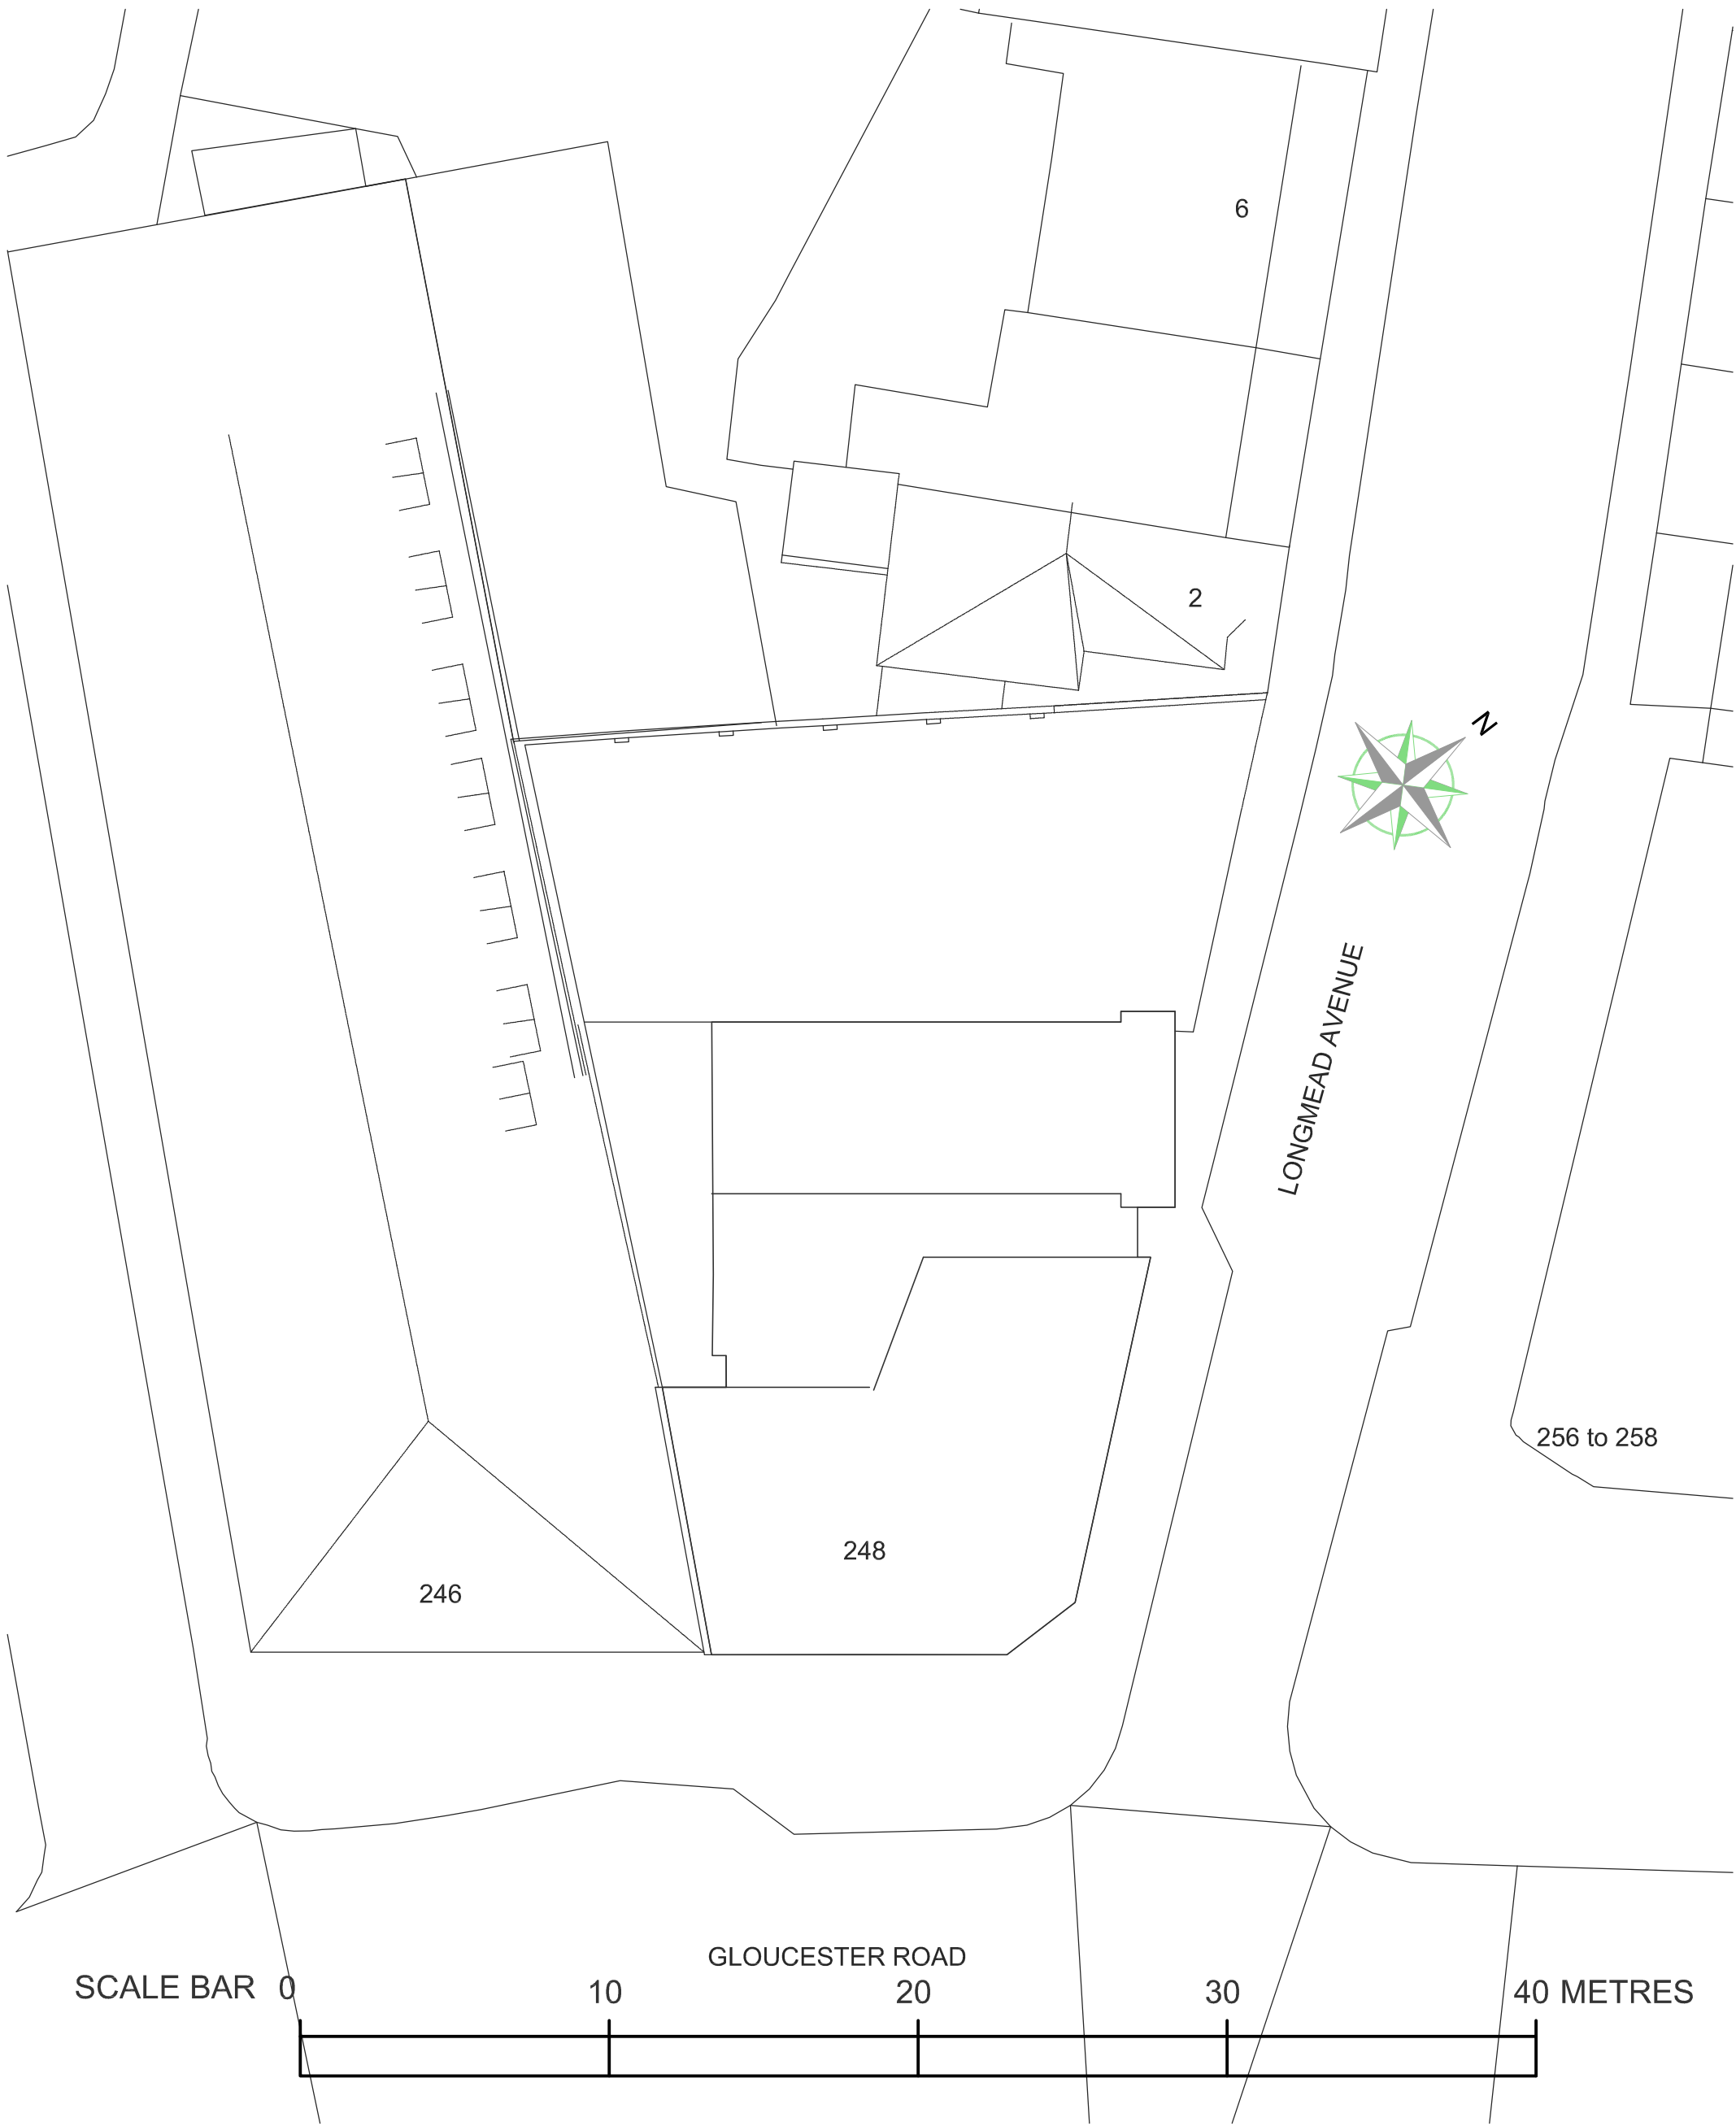 6
2
N
LONGMEAD AVENUE
256 to 258
248
246
GLOUCESTER ROAD
SCALE BAR 0 10 20 30 40 METRES